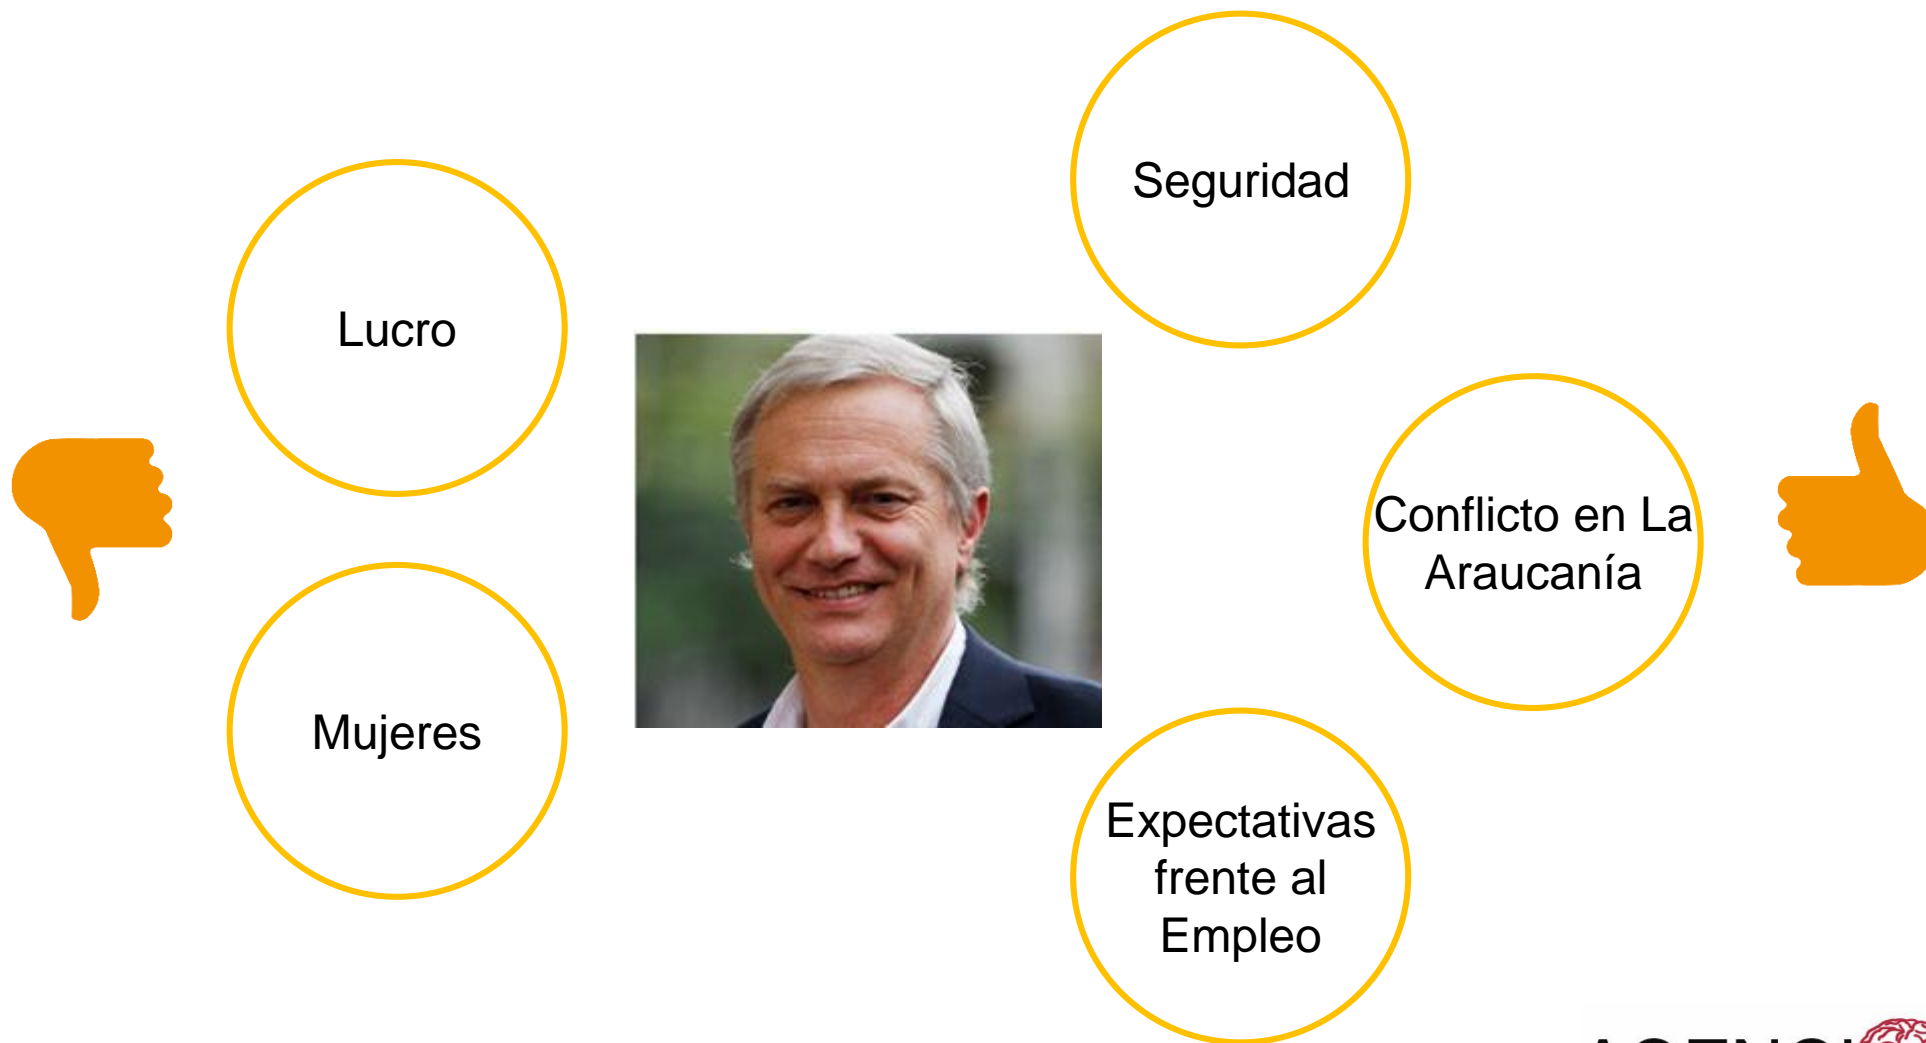 Seguridad
Lucro
Conflicto en La
Araucanía
Mujeres
Expectativas
frente al
Empleo